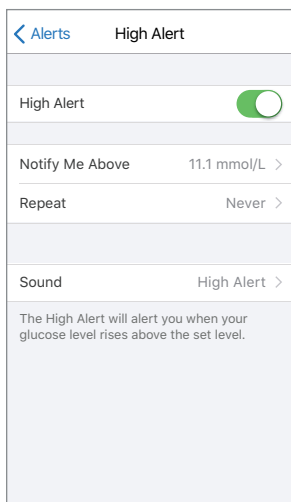 Alerts High Alert
High Alert
Notify Me Above 11.1 mmol/L
Repeat Never
Sound High Alert
The High Alert will alert you when your
glucose level rises above the set level.